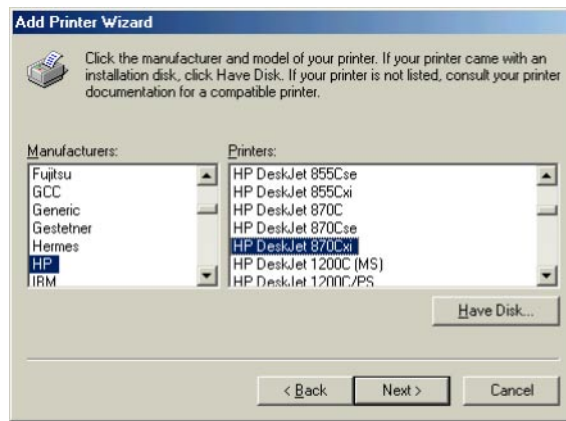 Add Printer Wizard
Click the manufacturer and model of your printer. If your printer came with an
installation disk, click Have Disk. If your printer is not listed, consult your printer
documentation for a compatible printer.
Manufacturers:
Fujitsu
GCC
Generic
Gestetner
Hermes
HP
IBM
Printers:
HP DeskJet 855Cse
HP DeskJet 855Cxi
HP DeskJet 870C
HP DeskJet 870Cse
HP DeskJet 870Cxi
HP DeskJet 1200C (MS)
HP DeskJet 1200C/PS
Have Disk...
< Back
Next >
Cancel